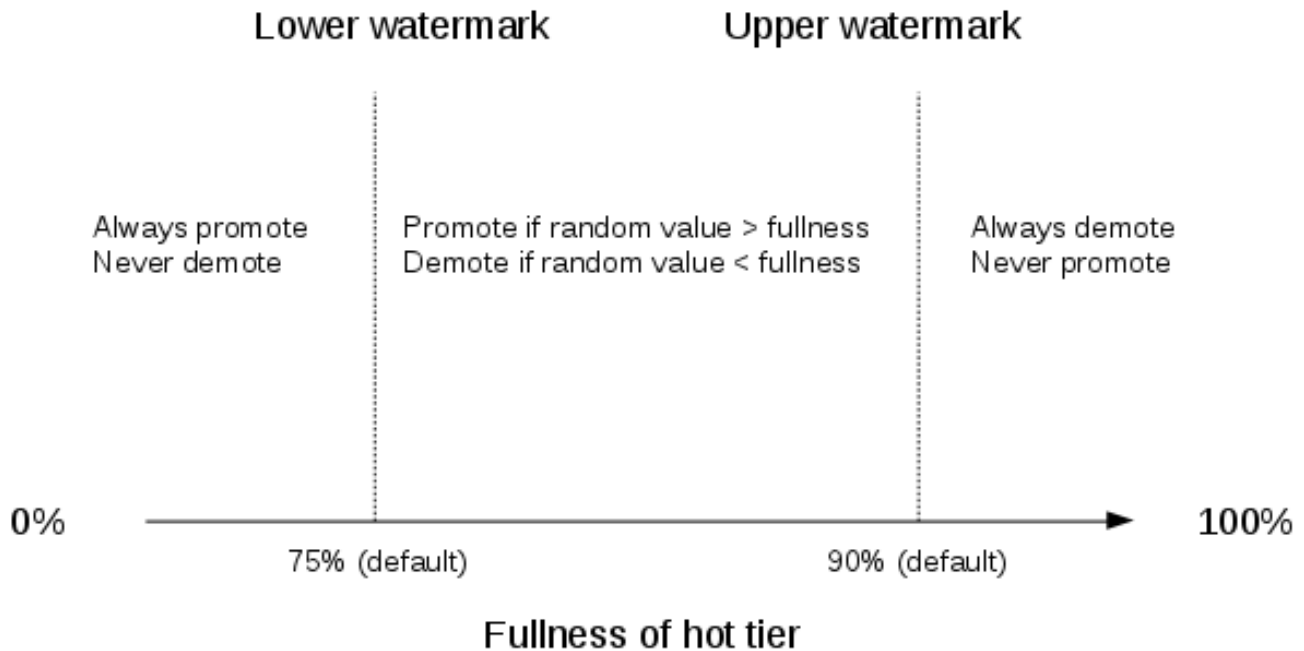 Lower watermark
Upper watermark
Always promote
Never demote
Promote if random value > fullness
Demote if random value < fullness
Always demote
Never promote
0%
100%
75% (default)
90% (default)
Fullness of hot tier